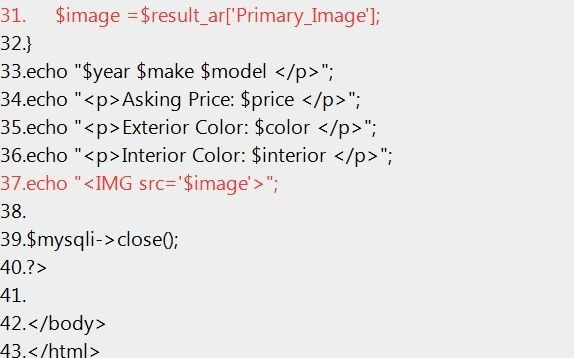 31. $image =$result_ar['Primary_Image'];
32.}
33.echo "$year $make $model </p>";
34.echo "<p>Asking Price: $price </p>";
35.echo "<p>Exterior Color: $color </p>";
36.echo "<p>Interior Color: $interior </p>";
37.echo "<IMG src='$image'>";
38.
39.$mysqli->close();
40.?>
41.
42.</body>
43.</html>